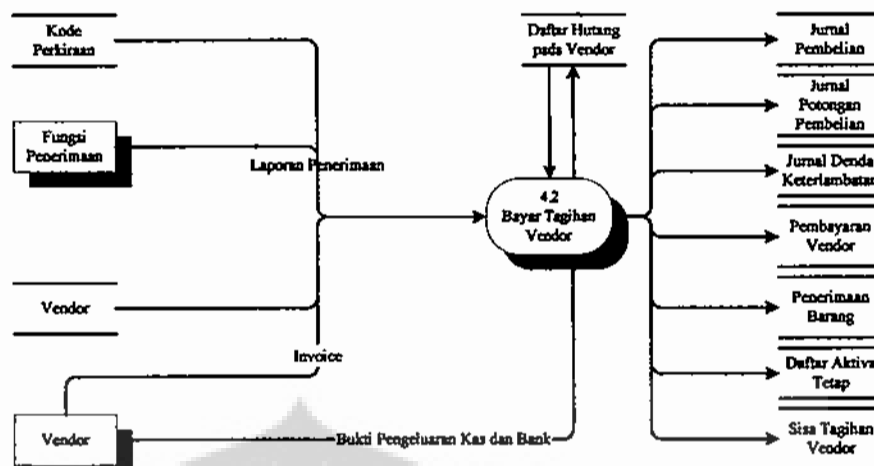 Kode
Perkiraan
Fungsi
Penerimaan
Laporan Penerimaan
Vendor
Invoice
Vendor
Bukti Pengeluaran Kas dan Bank
Daftar Hutang
pada Vendor
4.2
Bayar Tagihan
Vendor
Jurnal
Pembelian
Jurnal
Potongan
Pembelian
Jurnal Denda
Keterlambatan
Pembayaran
Vendor
Penerimaan
Barang
Daftar Aktiva
Tetap
Sisa Tagihan
Vendor